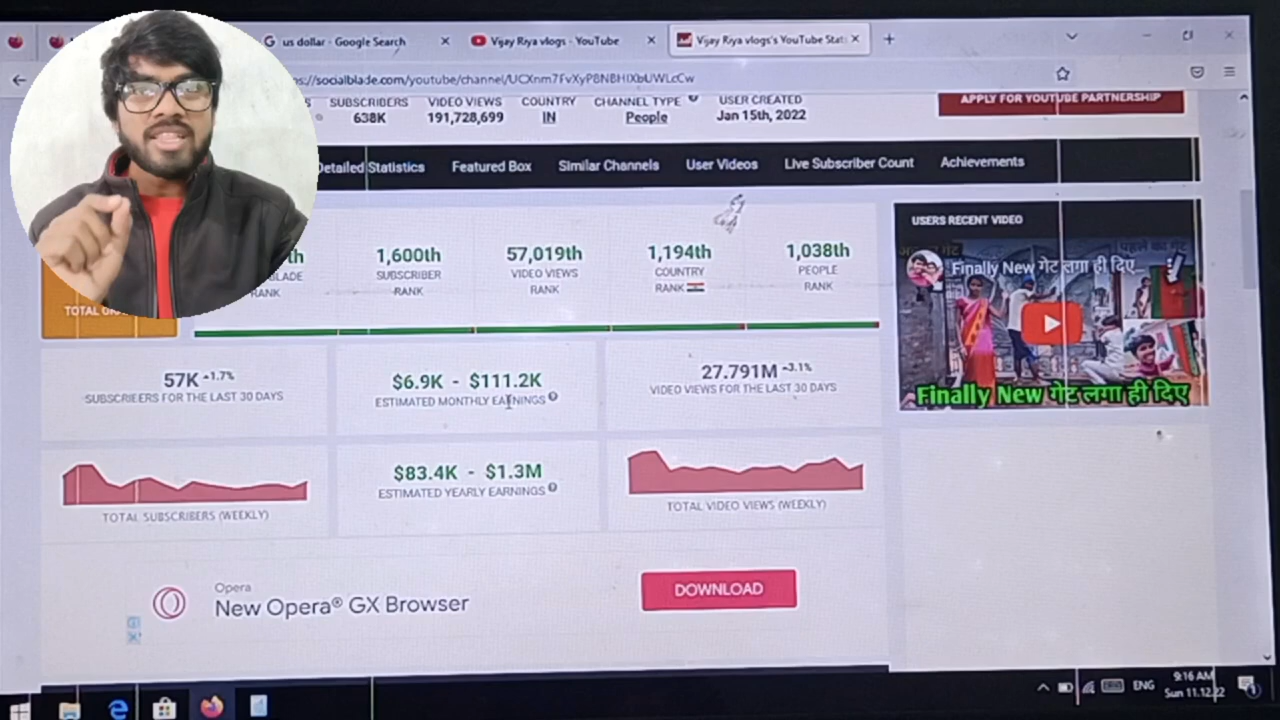 us dollar - Google Search
Vijay Riya vlogs - YouTube
Vijay Riya vlogs's YouTube Stat
s://socialblade.com/youtube/channel/UCXnm7FvXyP8NBHIXbUWLcCw
SUBSCRIBERS
638K
VIDEO VIEWS
191,728,699
COUNTRY
IN
CHANNEL TYPE
People
USER CREATED
Jan 15th, 2022
APPLY FOR YOUTUBE PARTNERSHIP
Detailed Statistics
Featured Box
Similar Channels
User Videos
Live Subscriber Count
Achievements
th
BLADE
RANK
1,600th
SUBSCRIBER
RANK
57,019th
VIDEO VIEWS
RANK
1,194th
COUNTRY
RANK
1,038th
PEOPLE
RANK
USERS RECENT VIDEO
Finally New गेट लगा ही दिए
Finally New गेट लगा ही दिए
57K 1.7%
SUBSCRIBERS FOR THE LAST 30 DAYS
$6.9K - $111.2K
ESTIMATED MONTHLY EARNINGS
27.791M 3.1%
VIDEO VIEWS FOR THE LAST 30 DAYS
TOTAL SUBSCRIBERS (WEEKLY)
$83.4K - $1.3M
ESTIMATED YEARLY EARNINGS
TOTAL VIDEO VIEWS (WEEKLY)
Opera
New Opera® GX Browser
DOWNLOAD
ENG
9:16 AM
Sun 11.12.22